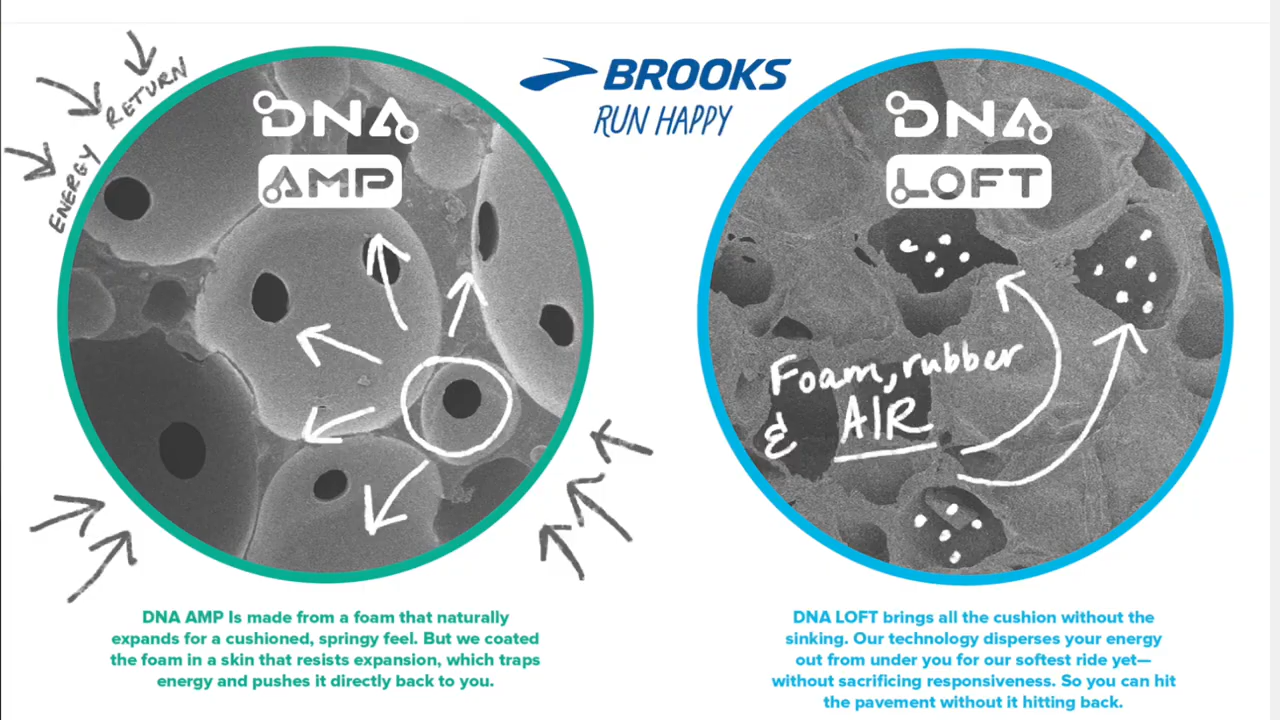 BROOKS
RUN HAPPY
ENERGY RETURN
DNA
AMP
DNA AMP Is made from a foam that naturally
expands for a cushioned, springy feel. But we coated
the foam in a skin that resists expansion, which traps
energy and pushes it directly back to you.
DNA
LOFT
Foam, rubber
& AIR
DNA LOFT brings all the cushion without the
sinking. Our technology disperses your energy
out from under you for our softest ride yet—
without sacrificing responsiveness. So you can hit
the pavement without it hitting back.